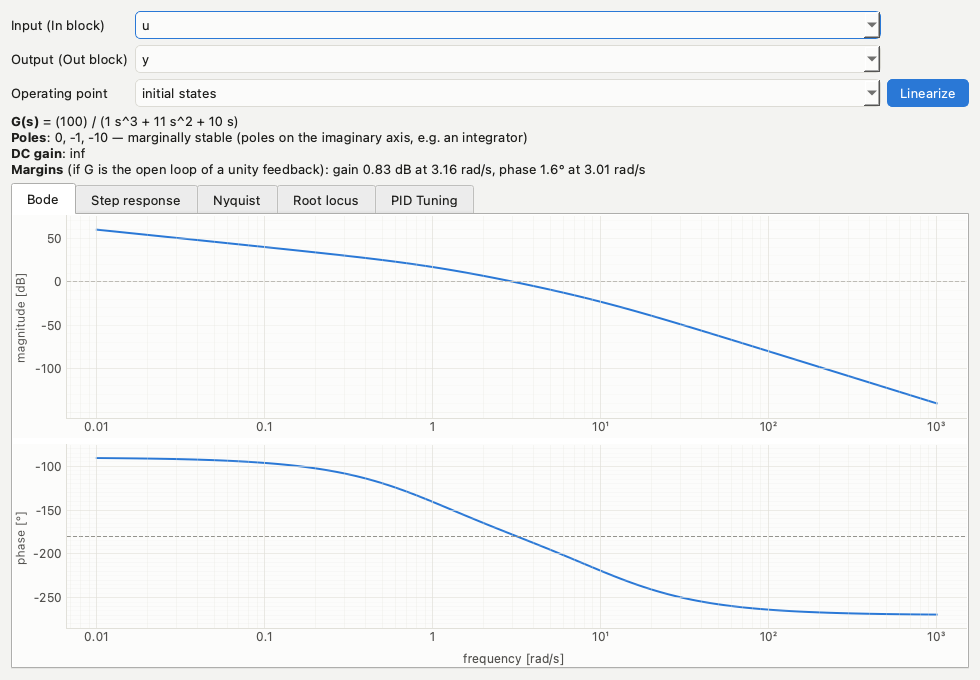 Input (In block) u
Output (Out block) y
Operating point initial states Linearize
G(s) = (100) / (1 s^3 + 11 s^2 + 10 s)
Poles: 0, -1, -10 — marginally stable (poles on the imaginary axis, e.g. an integrator)
DC gain: inf
Margins (if G is the open loop of a unity feedback): gain 0.83 dB at 3.16 rad/s, phase 1.6° at 3.01 rad/s
Bode Step response Nyquist Root locus PID Tuning
magnitude [dB]
50
0
-50
-100
0.01 0.1 1 10¹ 10² 10³
phase [°]
-100
-150
-200
-250
0.01 0.1 1 10¹ 10² 10³
frequency [rad/s]